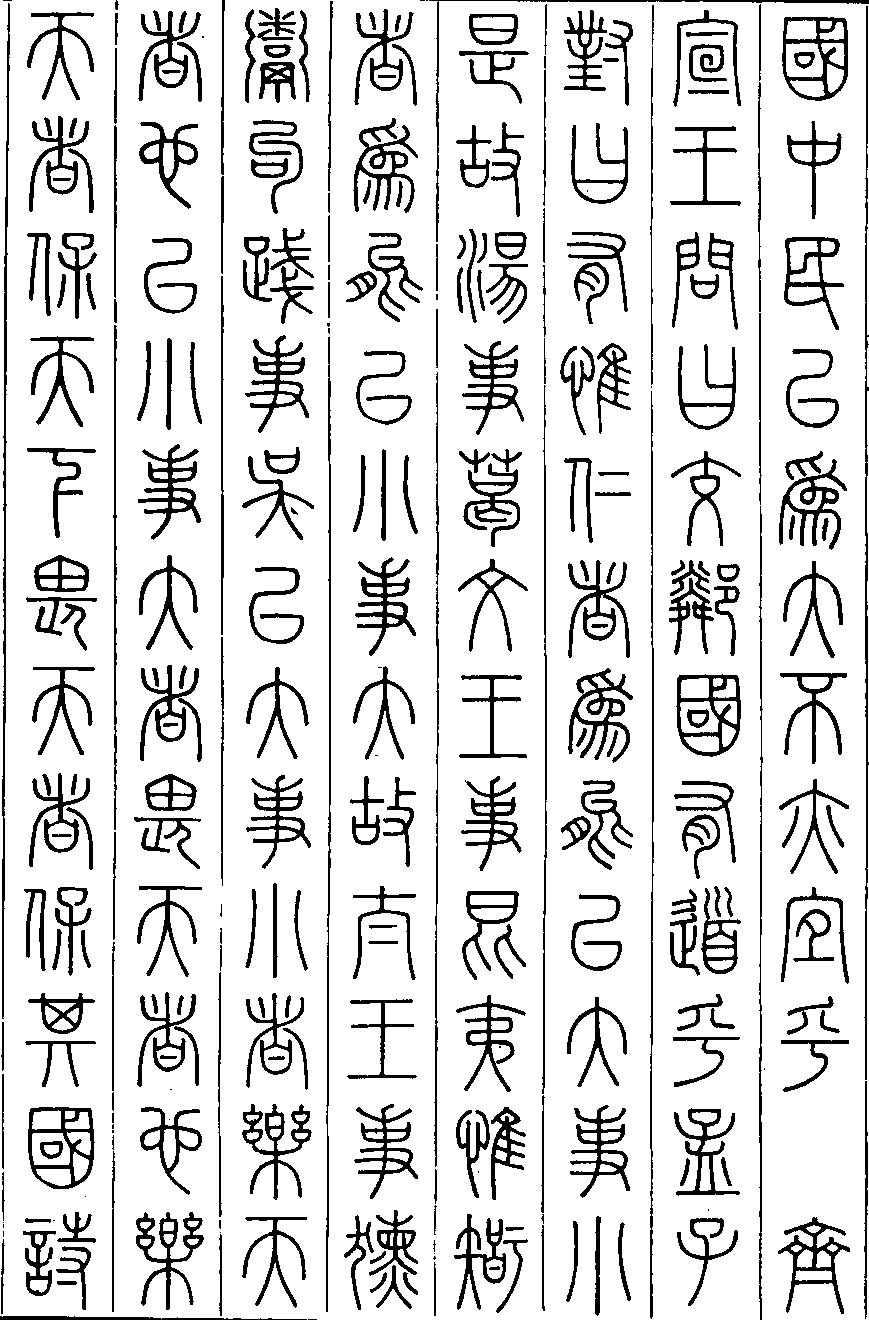 國中民以爲大不亦宜乎　齊
宣王問曰交鄰國有道乎孟子
對曰有惟仁者爲能以大事小
是故湯事葛文王事昆夷惟智
者爲能以小事大故太王事獯
鬻句踐事吳以大事小者樂天
者也以小事大者畏天者也樂
天者保天下畏天者保其國詩